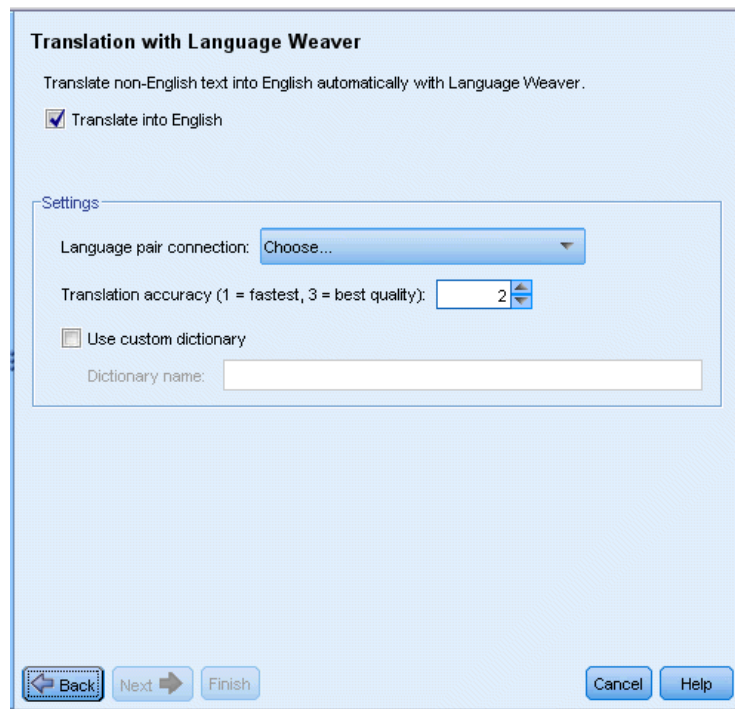 Translation with Language Weaver
Translate non-English text into English automatically with Language Weaver.
Translate into English
Settings
Language pair connection: Choose...
Translation accuracy (1 = fastest, 3 = best quality): 2
Use custom dictionary
Dictionary name:
Back Next Finish Cancel Help